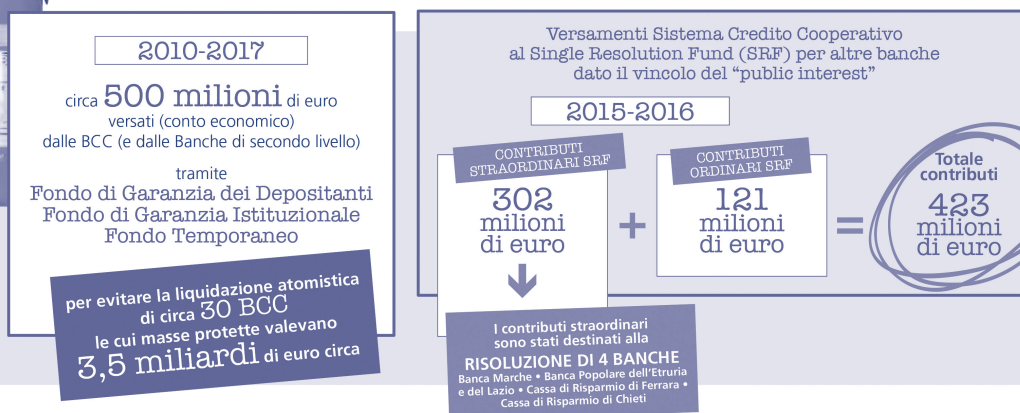 2010-2017
circa 500 milioni di euro
versati (conto economico)
dalle BCC (e dalle Banche di secondo livello)
tramite
Fondo di Garanzia dei Depositanti
Fondo di Garanzia Istituzionale
Fondo Temporaneo
per evitare la liquidazione atomistica
di circa 30 BCC
le cui masse protette valevano
3,5 miliardi di euro circa
Versamenti Sistema Credito Cooperativo
al Single Resolution Fund (SRF) per altre banche
dato il vincolo del “public interest”
2015-2016
CONTRIBUTI
STRAORDINARI SRF
302
milioni
di euro
+
CONTRIBUTI
ORDINARI SRF
121
milioni
di euro
=
Totale
contributi
423
milioni
di euro
I contributi straordinari
sono stati destinati alla
RISOLUZIONE DI 4 BANCHE
Banca Marche • Banca Popolare dell'Etruria
e del Lazio • Cassa di Risparmio di Ferrara •
Cassa di Risparmio di Chieti